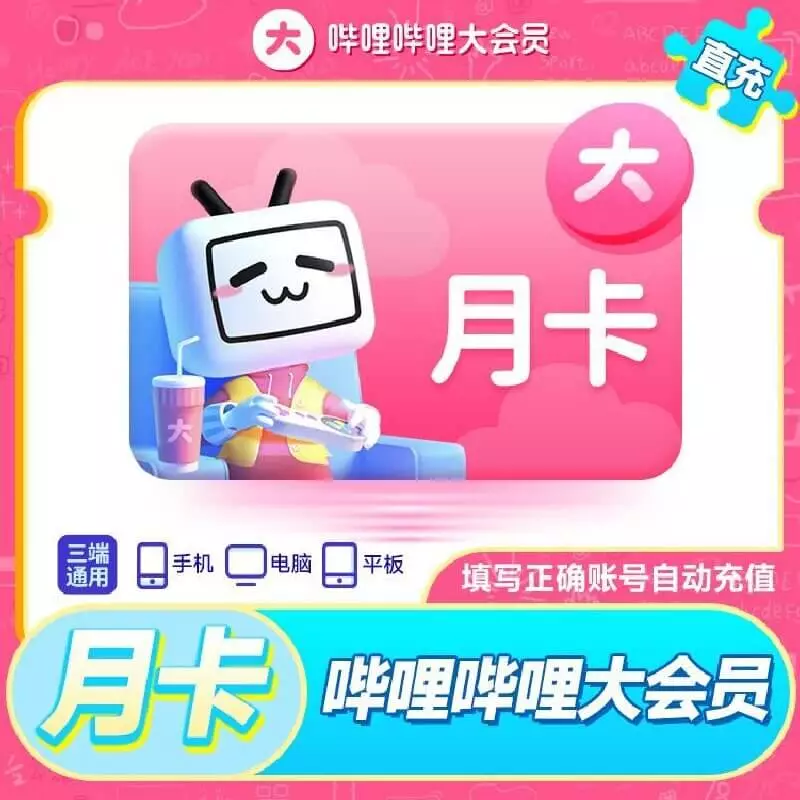 大 哔哩哔哩大会员
直充
大
月卡
大
三端
通用
手机 电脑 平板
填写正确账号自动充值
月卡
哔哩哔哩大会员